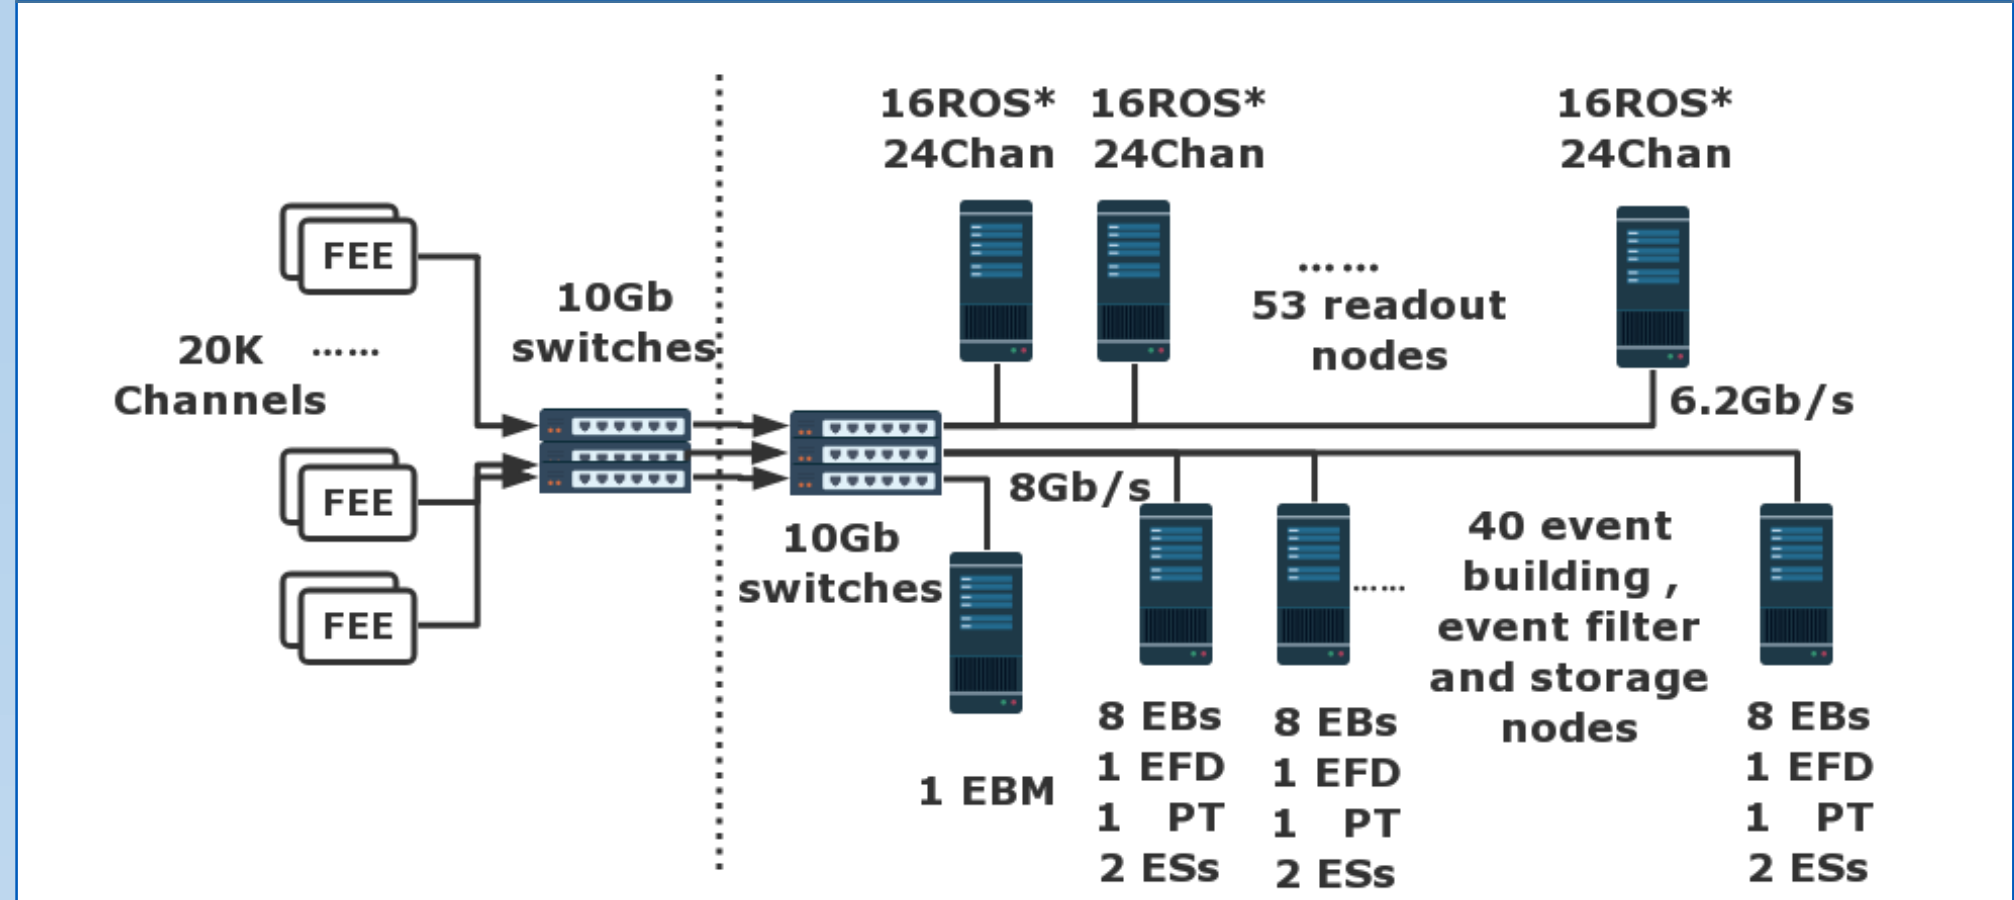 16ROS*
24Chan
16ROS*
24Chan
16ROS*
24Chan
FEE
10Gb
switches
20K ......
Channels
......
53 readout
nodes
6.2Gb/s
FEE
FEE
10Gb
switches
8Gb/s
......
40 event
building ,
event filter
and storage
nodes
1 EBM
8 EBs
1 EFD
1 PT
2 ESs
8 EBs
1 EFD
1 PT
2 ESs
8 EBs
1 EFD
1 PT
2 ESs